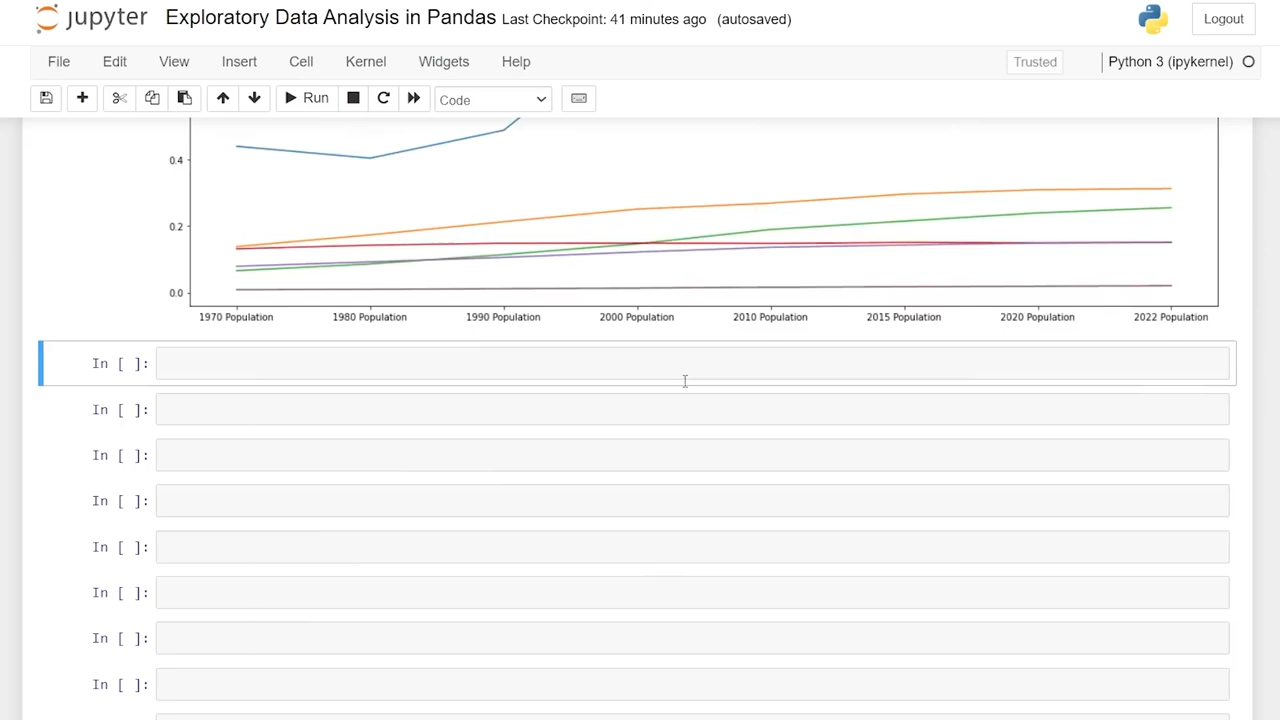 jupyter Exploratory Data Analysis in Pandas Last Checkpoint: 41 minutes ago (autosaved) Logout
File Edit View Insert Cell Kernel Widgets Help Trusted Python 3 (ipykernel)
Run Code
0.4
0.2
0.0
1970 Population 1980 Population 1990 Population 2000 Population 2010 Population 2015 Population 2020 Population 2022 Population
In [ ]:
In [ ]:
In [ ]:
In [ ]:
In [ ]:
In [ ]:
In [ ]:
In [ ]: